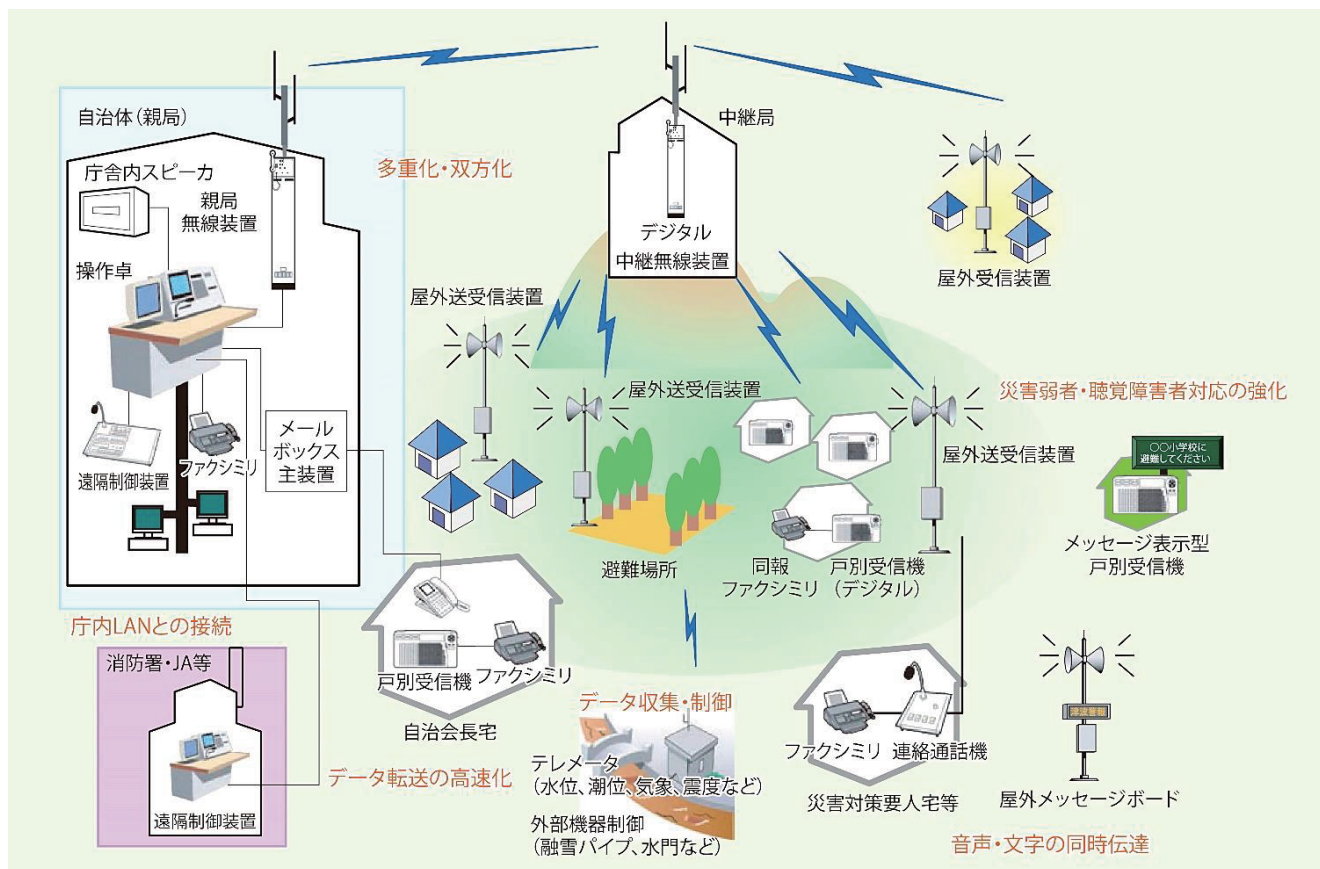 自治体（親局）
庁舎内スピーカ
親局
無線装置
操作卓
遠隔制御装置
ファクシミリ
メール
ボックス
主装置
多重化・双方化
中継局
デジタル
中継無線装置
屋外受信装置
屋外送受信装置
屋外送受信装置
避難場所
同報
ファクシミリ
戸別受信機
（デジタル）
屋外送受信装置
災害弱者・聴覚障害者対応の強化
〇〇小学校に
避難してください
メッセージ表示型
戸別受信機
庁内LANとの接続
消防署・JA等
遠隔制御装置
データ転送の高速化
戸別受信機
ファクシミリ
自治会長宅
データ収集・制御
テレメータ
（水位、潮位、気象、震度など）
外部機器制御
（融雪パイプ、水門など）
ファクシミリ
連絡通話機
災害対策要人宅等
屋外メッセージボード
音声・文字の同時伝達